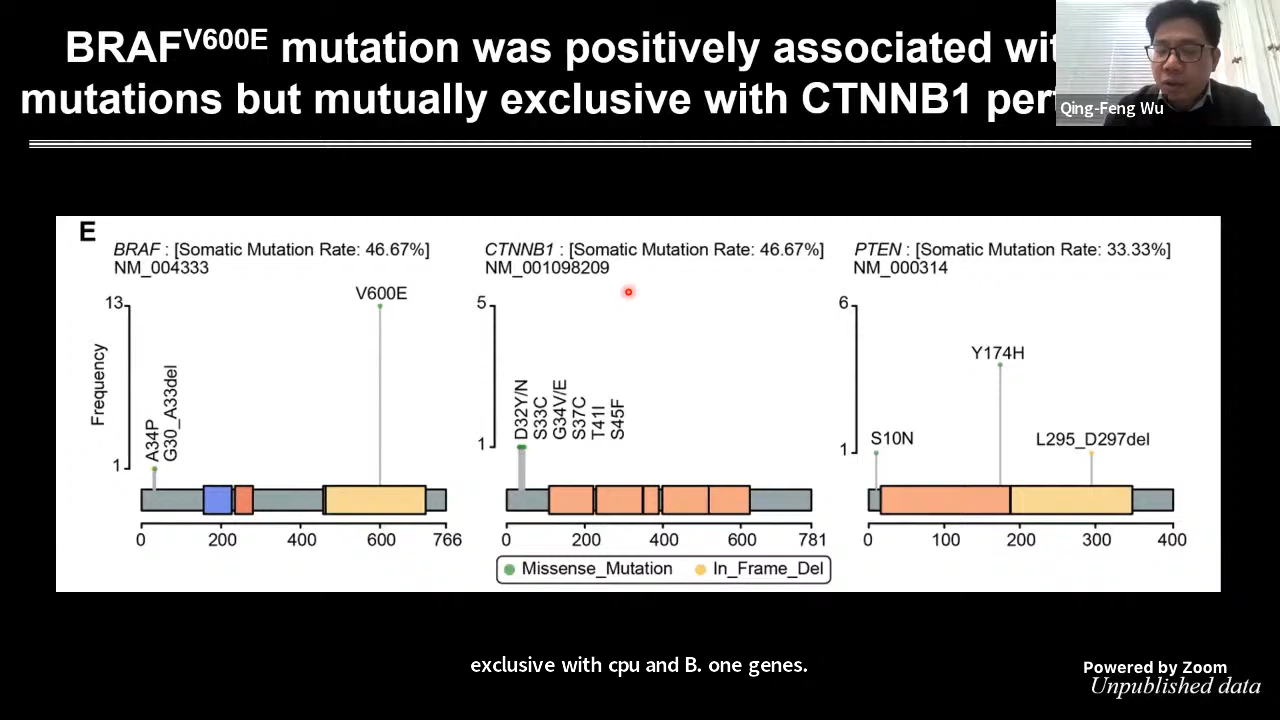 BRAFV600E mutation was positively associated
mutations but mutually exclusive with CTNNB1
Qing-Feng Wu
E
BRAF : [Somatic Mutation Rate: 46.67%]
NM_004333
CTNNB1 : [Somatic Mutation Rate: 46.67%]
NM_001098209
PTEN : [Somatic Mutation Rate: 33.33%]
NM_000314
Frequency
13
1
A34P
G30_A33del
V600E
0 200 400 600 766
5
1
D32Y/N
S33C
G34V/E
S37C
T41I
S45F
0 200 400 600 781
6
1
S10N
Y174H
L295_D297del
0 100 200 300 400
Missense_Mutation In_Frame_Del
exclusive with cpu and B. one genes.
Powered by Zoom
Unpublished data